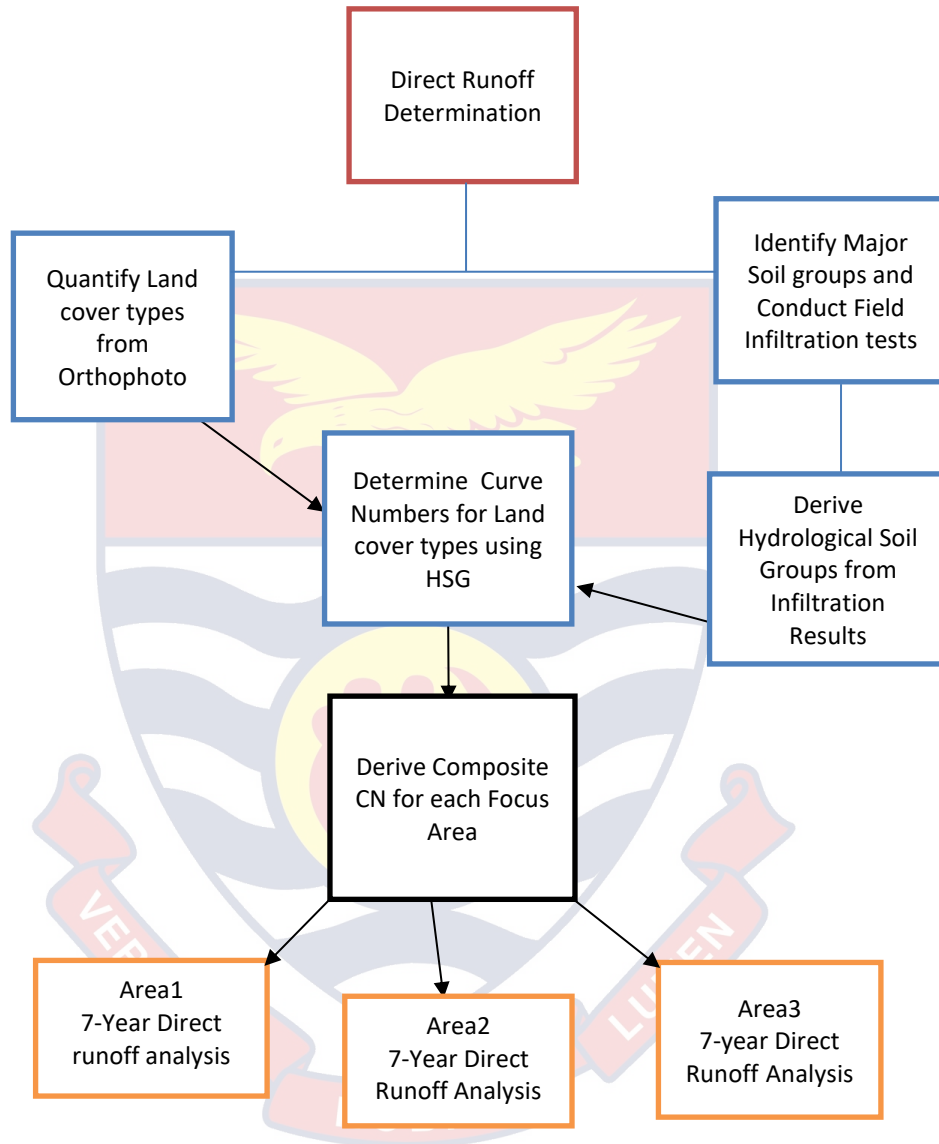 Direct Runoff
Determination
Quantify Land
cover types
from
Orthophoto
Identify Major
Soil groups and
Conduct Field
Infiltration tests
Determine Curve
Numbers for Land
cover types using
HSG
Derive
Hydrological Soil
Groups from
Infiltration
Results
Derive Composite
CN for each Focus
Area
Area1
7-Year Direct
runoff analysis
Area2
7-Year Direct
Runoff Analysis
Area3
7-year Direct
Runoff Analysis